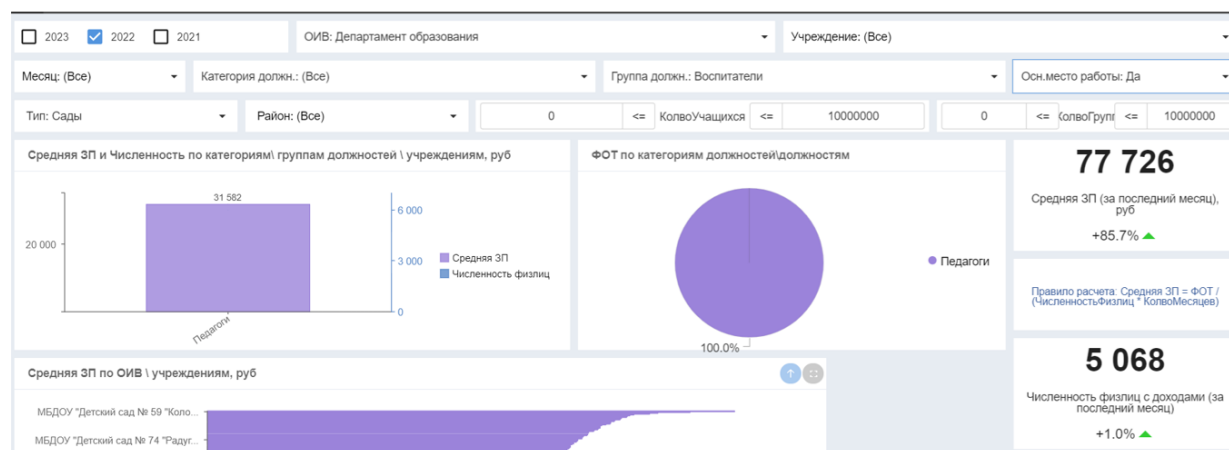 2023
2022
2021
ОИВ: Департамент образования
Учреждение: (Все)
Месяц: (Все)
Категория должн.: (Все)
Группа должн.: Воспитатели
Осн.место работы: Да
Тип: Сады
Район: (Все)
0 <= КолвоУчащихся <= 10000000
0 <= КолвоГрупп <= 10000000
Средняя ЗП и Численность по категориям\ группам должностей \ учреждениям, руб
31 582
20 000
6 000
3 000
0
Педагоги
Средняя ЗП
Численность физлиц
ФОТ по категориям должностей\должностям
Педагоги
100.0%
77 726
Средняя ЗП (за последний месяц),
руб
+85.7%
Правило расчета: Средняя ЗП = ФОТ /
(ЧисленностьФизлиц * КолвоМесяцев)
5 068
Численность физлиц с доходами (за
последний месяц)
+1.0%
Средняя ЗП по ОИВ \ учреждениям, руб
МБДОУ "Детский сад № 59 "Коло...
МБДОУ "Детский сад № 74 "Радуг...